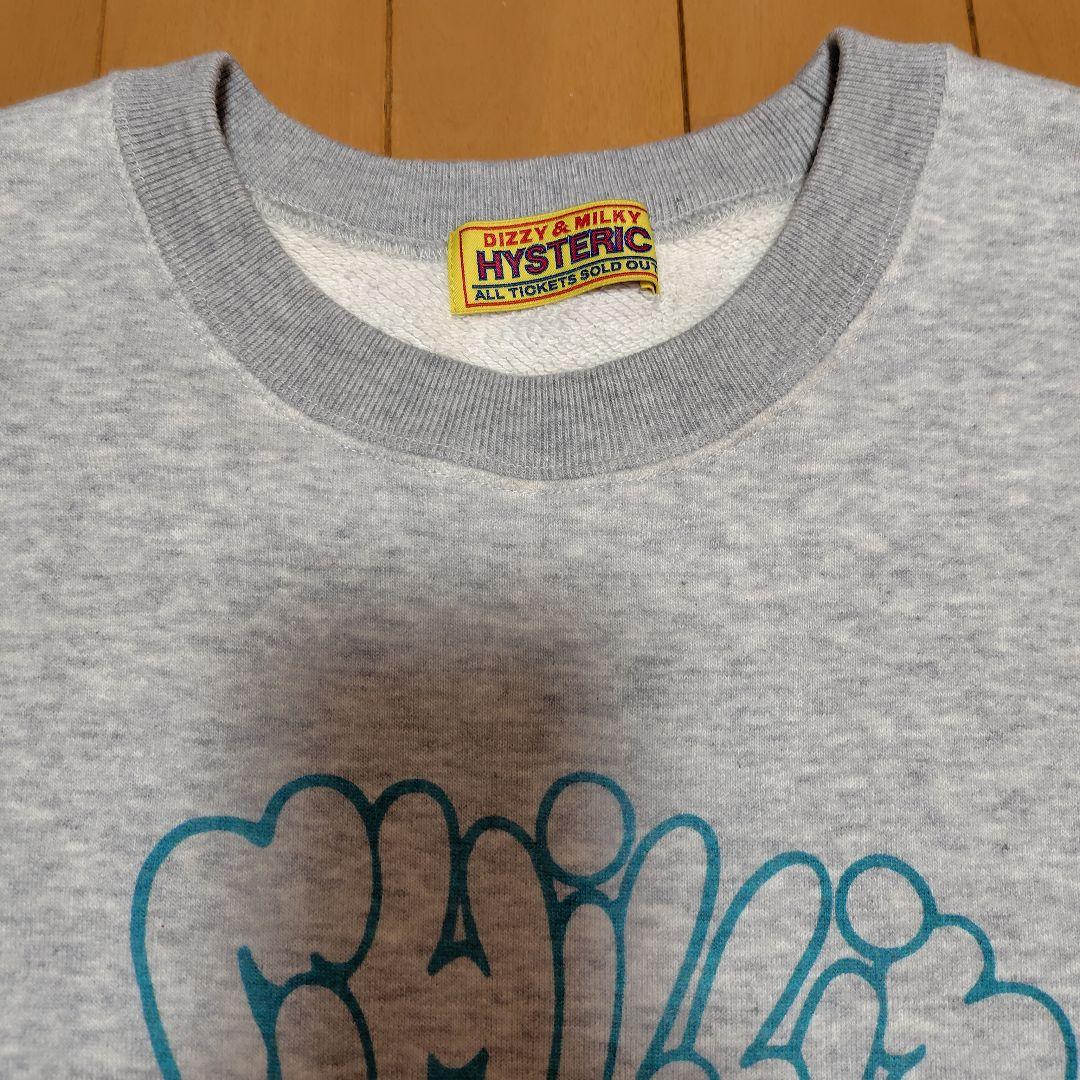 DIZZY & MILKY
HYSTERIC
ALL TICKETS SOLD OUT